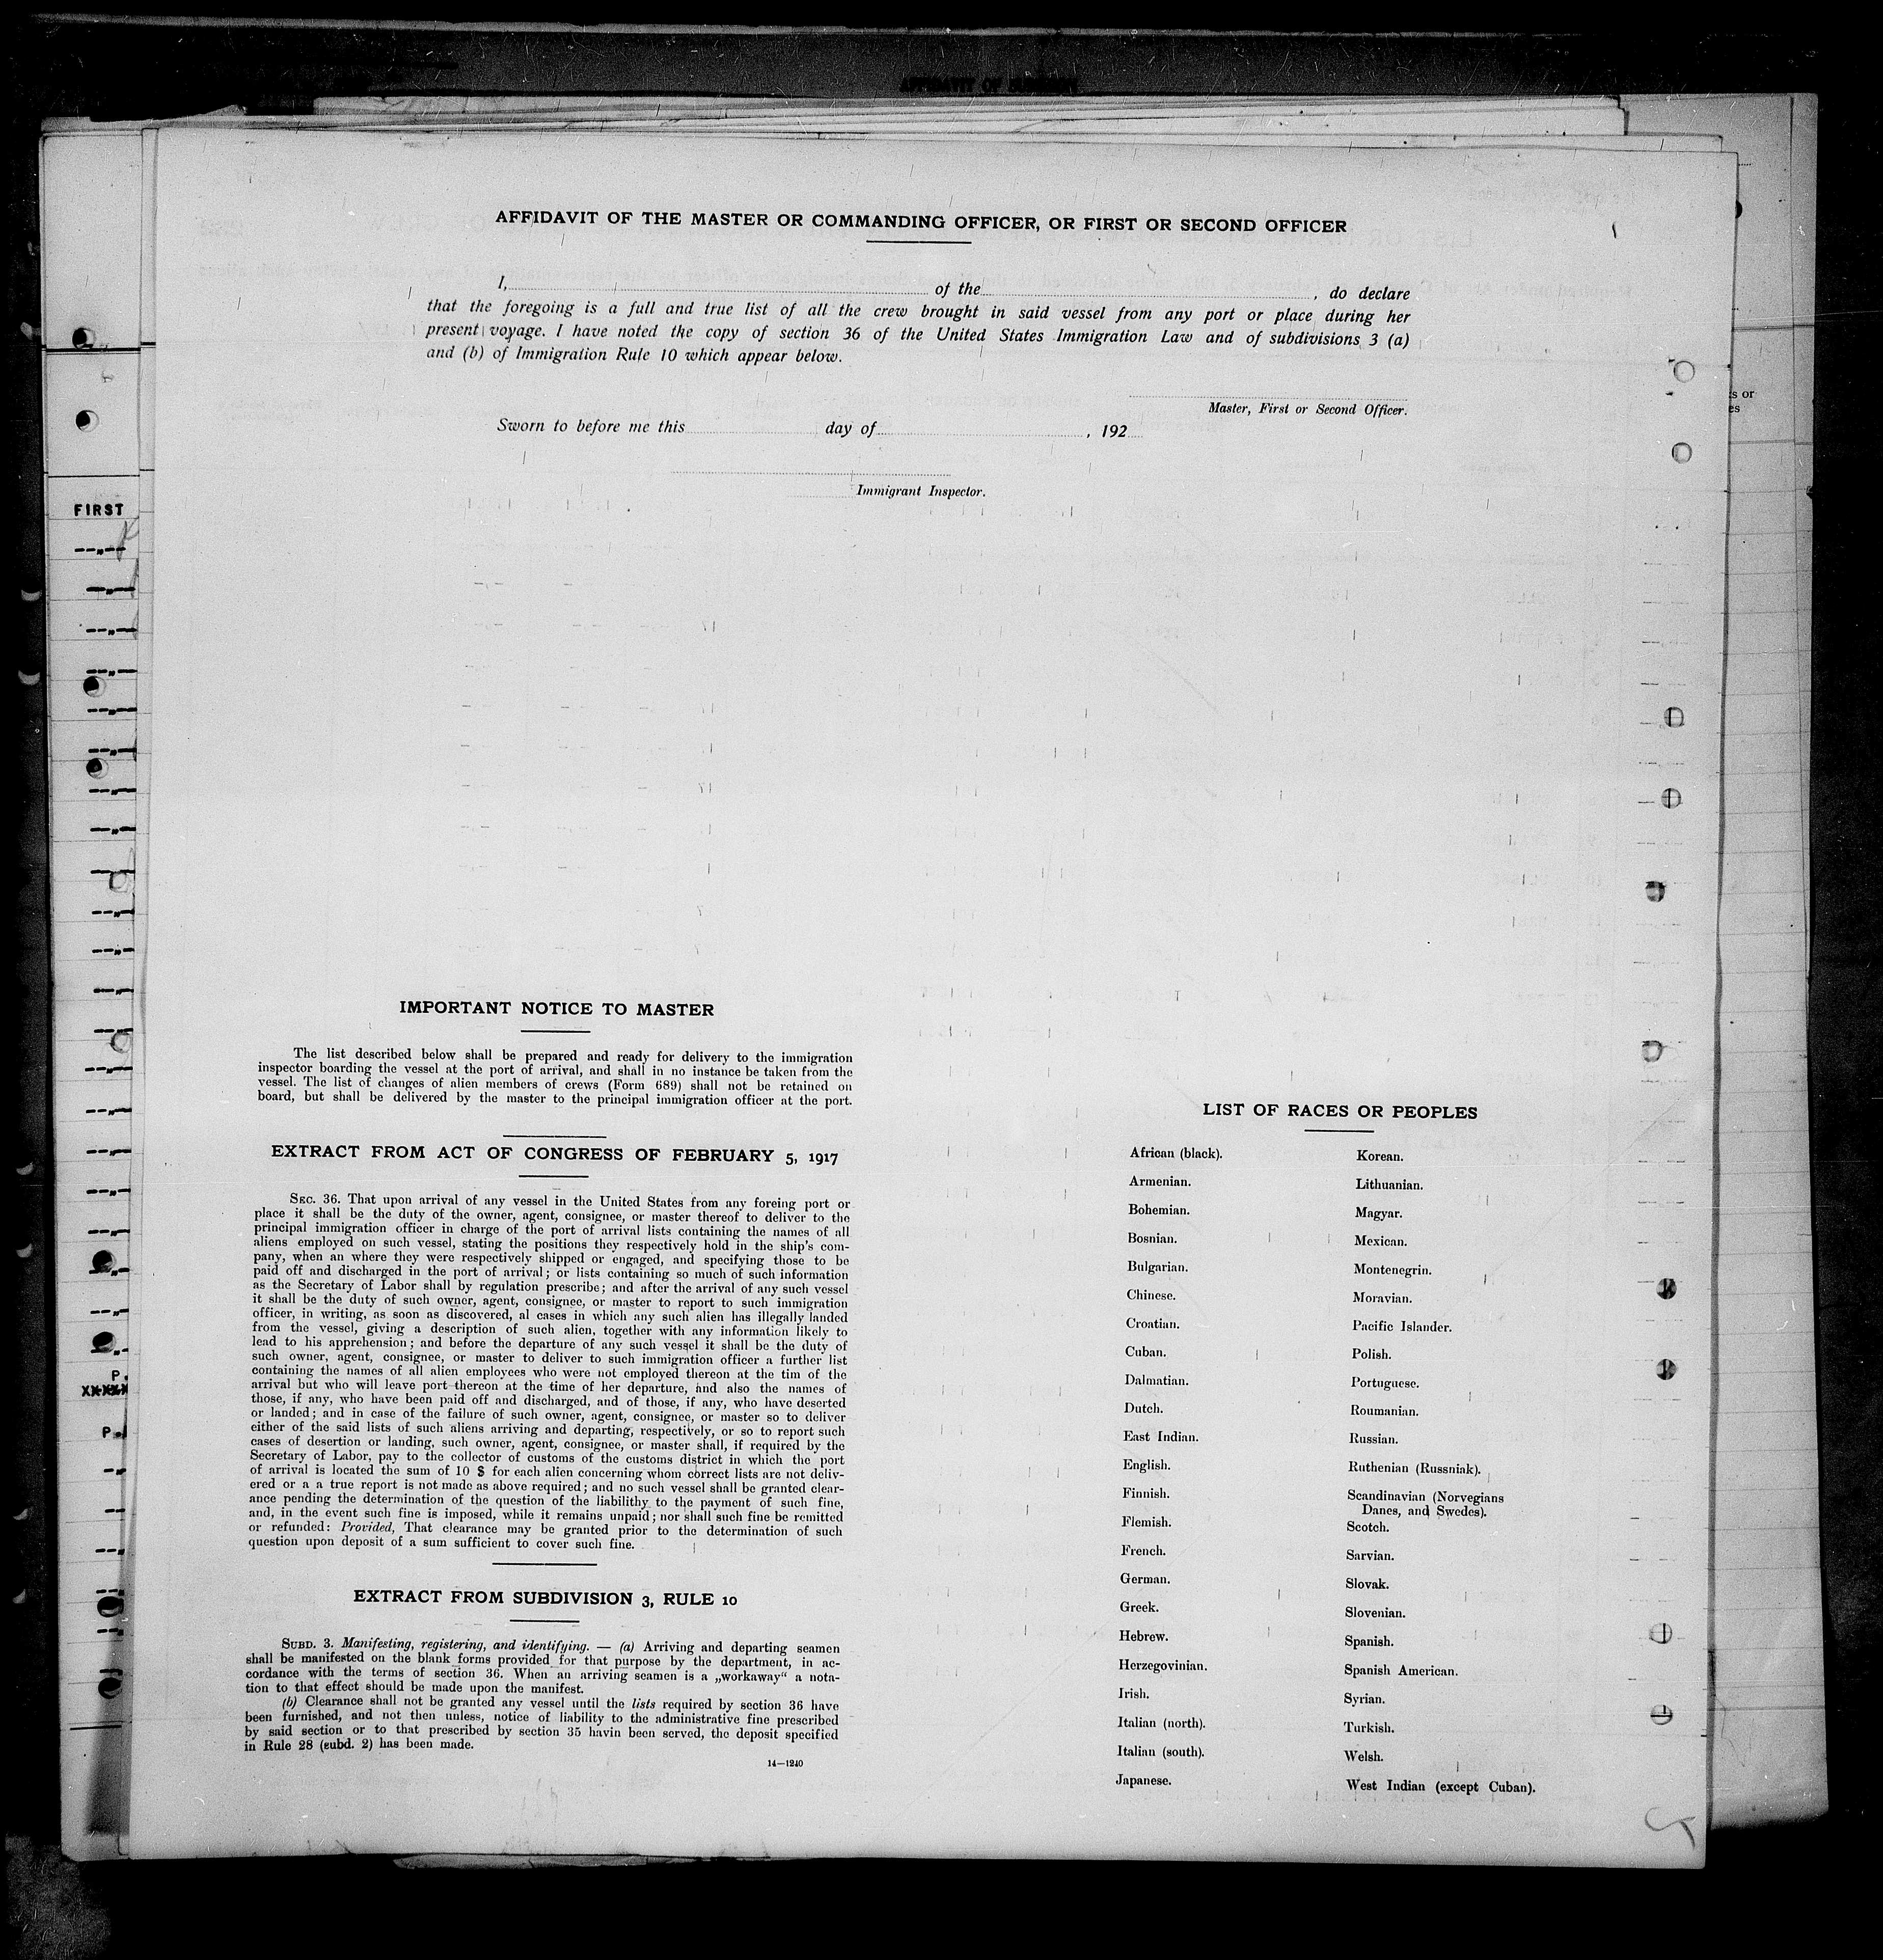 AFFIDAVIT OF THE MASTER OR COMMANDING OFFICER, OR FIRST OR SECOND OFFICER
I, of the , do declare
that the foregoing is a full and true list of all the crew brought in said vessel from any port or place during her
present voyage. I have noted the copy of section 36 of the United States Immigration Law and of subdivisions 3 (a)
and (b) of Immigration Rule 10 which appear below.
Master, First or Second Officer.
Sworn to before me this day of , 192
Immigrant Inspector.
FIRST
IMPORTANT NOTICE TO MASTER
The list described below shall be prepared and ready for delivery to the immigration
inspector boarding the vessel at the port of arrival, and shall in no instance be taken from the
vessel. The list of changes of alien members of crews (Form 689) shall not be retained on
board, but shall be delivered by the master to the principal immigration officer at the port.
EXTRACT FROM ACT OF CONGRESS OF FEBRUARY 5, 1917
SEC. 36. That upon arrival of any vessel in the United States from any foreing port or
place it shall be the duty of the owner, agent, consignee, or master thereof to deliver to the
principal immigration officer in charge of the port of arrival lists containing the names of all
aliens employed on such vessel, stating the positions they respectively hold in the ship's com-
pany, when an where they were respectively shipped or engaged, and specifying those to be
paid off and discharged in the port of arrival; or lists containing so much of such information
as the Secretary of Labor shall by regulation prescribe; and after the arrival of any such vessel
it shall be the duty of such owner, agent, consignee, or master to report to such immigration
officer, in writing, as soon as discovered, al cases in which any such alien has illegally landed
from the vessel, giving a description of such alien, together with any information likely to
lead to his apprehension; and before the departure of any such vessel it shall be the duty of
such owner, agent, consignee, or master to deliver to such immigration officer a further list
containing the names of all alien employees who were not employed thereon at the tim of the
arrival but who will leave port thereon at the time of her departure, and also the names of
those, if any, who have been paid off and discharged, and of those, if any, who have deserted
or landed; and in case of the failure of such owner, agent, consignee, or master so to deliver
either of the said lists of such aliens arriving and departing, respectively, or so to report such
cases of desertion or landing, such owner, agent, consignee, or master shall, if required by the
Secretary of Labor, pay to the collector of customs of the customs district in which the port
of arrival is located the sum of 10 $ for each alien concerning whom correct lists are not deliv-
ered or a a true report is not made as above required; and no such vessel shall be granted clear-
ance pending the determination of the question of the liabilithy to the payment of such fine,
and, in the event such fine is imposed, while it remains unpaid; nor shall such fine be remitted
or refunded: Provided, That clearance may be granted prior to the determination of such
question upon deposit of a sum sufficient to cover such fine.
EXTRACT FROM SUBDIVISION 3, RULE 10
SUBD. 3. Manifesting, registering, and identifying. — (a) Arriving and departing seamen
shall be manifested on the blank forms provided for that purpose by the department, in ac-
cordance with the terms of section 36. When an arriving seamen is a „workaway“ a nota-
tion to that effect should be made upon the manifest.
(b) Clearance shall not be granted any vessel until the lists required by section 36 have
been furnished, and not then unless, notice of liability to the administrative fine prescribed
by said section or to that prescribed by section 35 havin been served, the deposit specified
in Rule 28 (subd. 2) has been made.
14—1240
LIST OF RACES OR PEOPLES
African (black).
Armenian.
Bohemian.
Bosnian.
Bulgarian.
Chinese.
Croatian.
Cuban.
Dalmatian.
Dutch.
East Indian.
English.
Finnish.
Flemish.
French.
German.
Greek.
Hebrew.
Herzegovinian.
Irish.
Italian (north).
Italian (south).
Japanese.
Korean.
Lithuanian.
Magyar.
Mexican.
Montenegrin.
Moravian.
Pacific Islander.
Polish.
Portuguese.
Roumanian.
Russian.
Ruthenian (Russniak).
Scandinavian (Norwegians
Danes, and Swedes).
Scotch.
Sarvian.
Slovak.
Slovenian.
Spanish.
Spanish American.
Syrian.
Turkish.
Welsh.
West Indian (except Cuban).